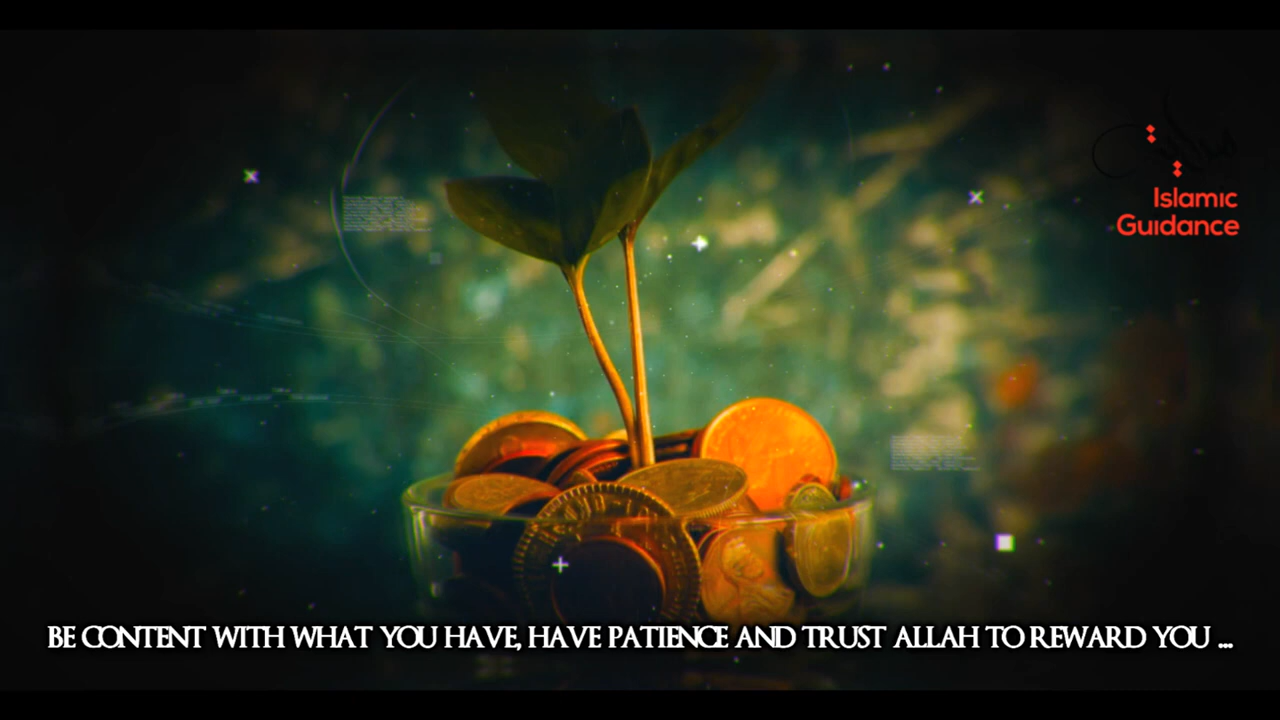 Islamic
Guidance
BE CONTENT WITH WHAT YOU HAVE, HAVE PATIENCE AND TRUST ALLAH TO REWARD YOU ...